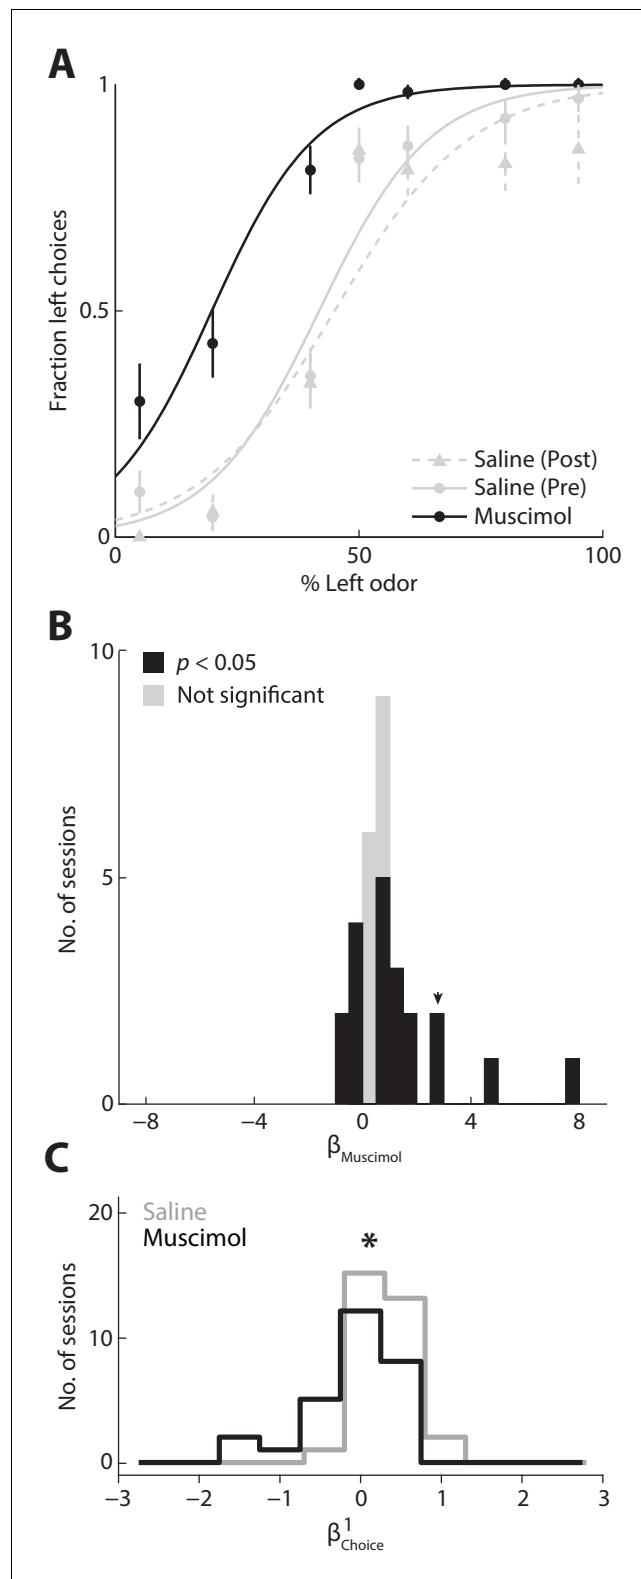 A
1
0.5
0
Fraction left choices
Saline (Post)
Saline (Pre)
Muscimol
0 50 100
% Left odor
B
10
5
0
No. of sessions
p < 0.05
Not significant
−8 −4 0 4 8
βMuscimol
C
20
10
0
No. of sessions
Saline
Muscimol
*
−3 −2 −1 0 1 2 3
β1Choice